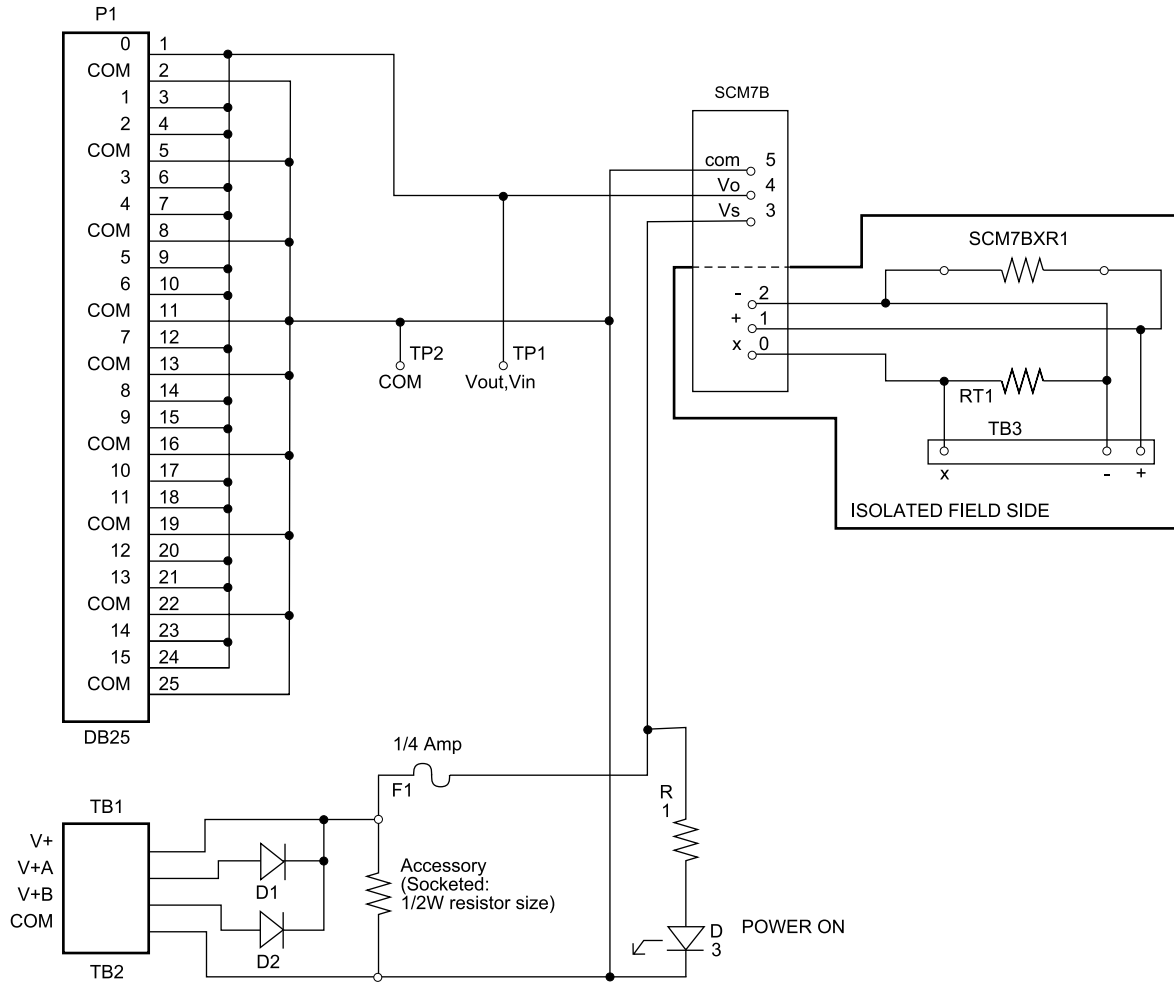 P1
0 1
COM 2
1 3
2 4
COM 5
3 6
4 7
COM 8
5 9
6 10
COM 11
7 12
COM 13
8 14
9 15
COM 16
10 17
11 18
COM 19
12 20
13 21
COM 22
14 23
15 24
COM 25
DB25
TP2
COM
TP1
Vout,Vin
SCM7B
com 5
Vo 4
Vs 3
- 2
+ 1
x 0
SCM7BXR1
RT1
TB3
x - +
ISOLATED FIELD SIDE
1/4 Amp
F1
TB1
V+
V+A
V+B
COM
TB2
D1
D2
Accessory
(Socketed:
1/2W resistor size)
R
1
D
3
POWER ON